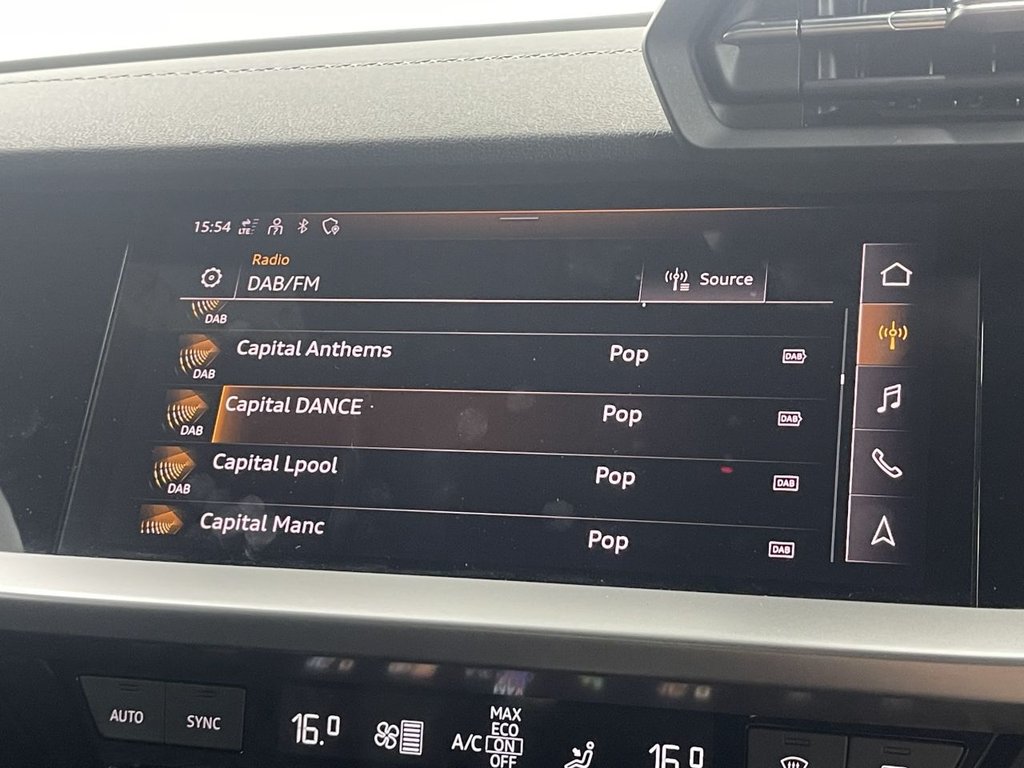 15:54 LTE
Radio
DAB/FM
Source
DAB
Capital Anthems Pop DAB
DAB
Capital DANCE Pop DAB
DAB
Capital Lpool Pop DAB
DAB
Capital Manc Pop DAB
AUTO SYNC 16.0 A/C MAX 16.0
ECO
ON
OFF